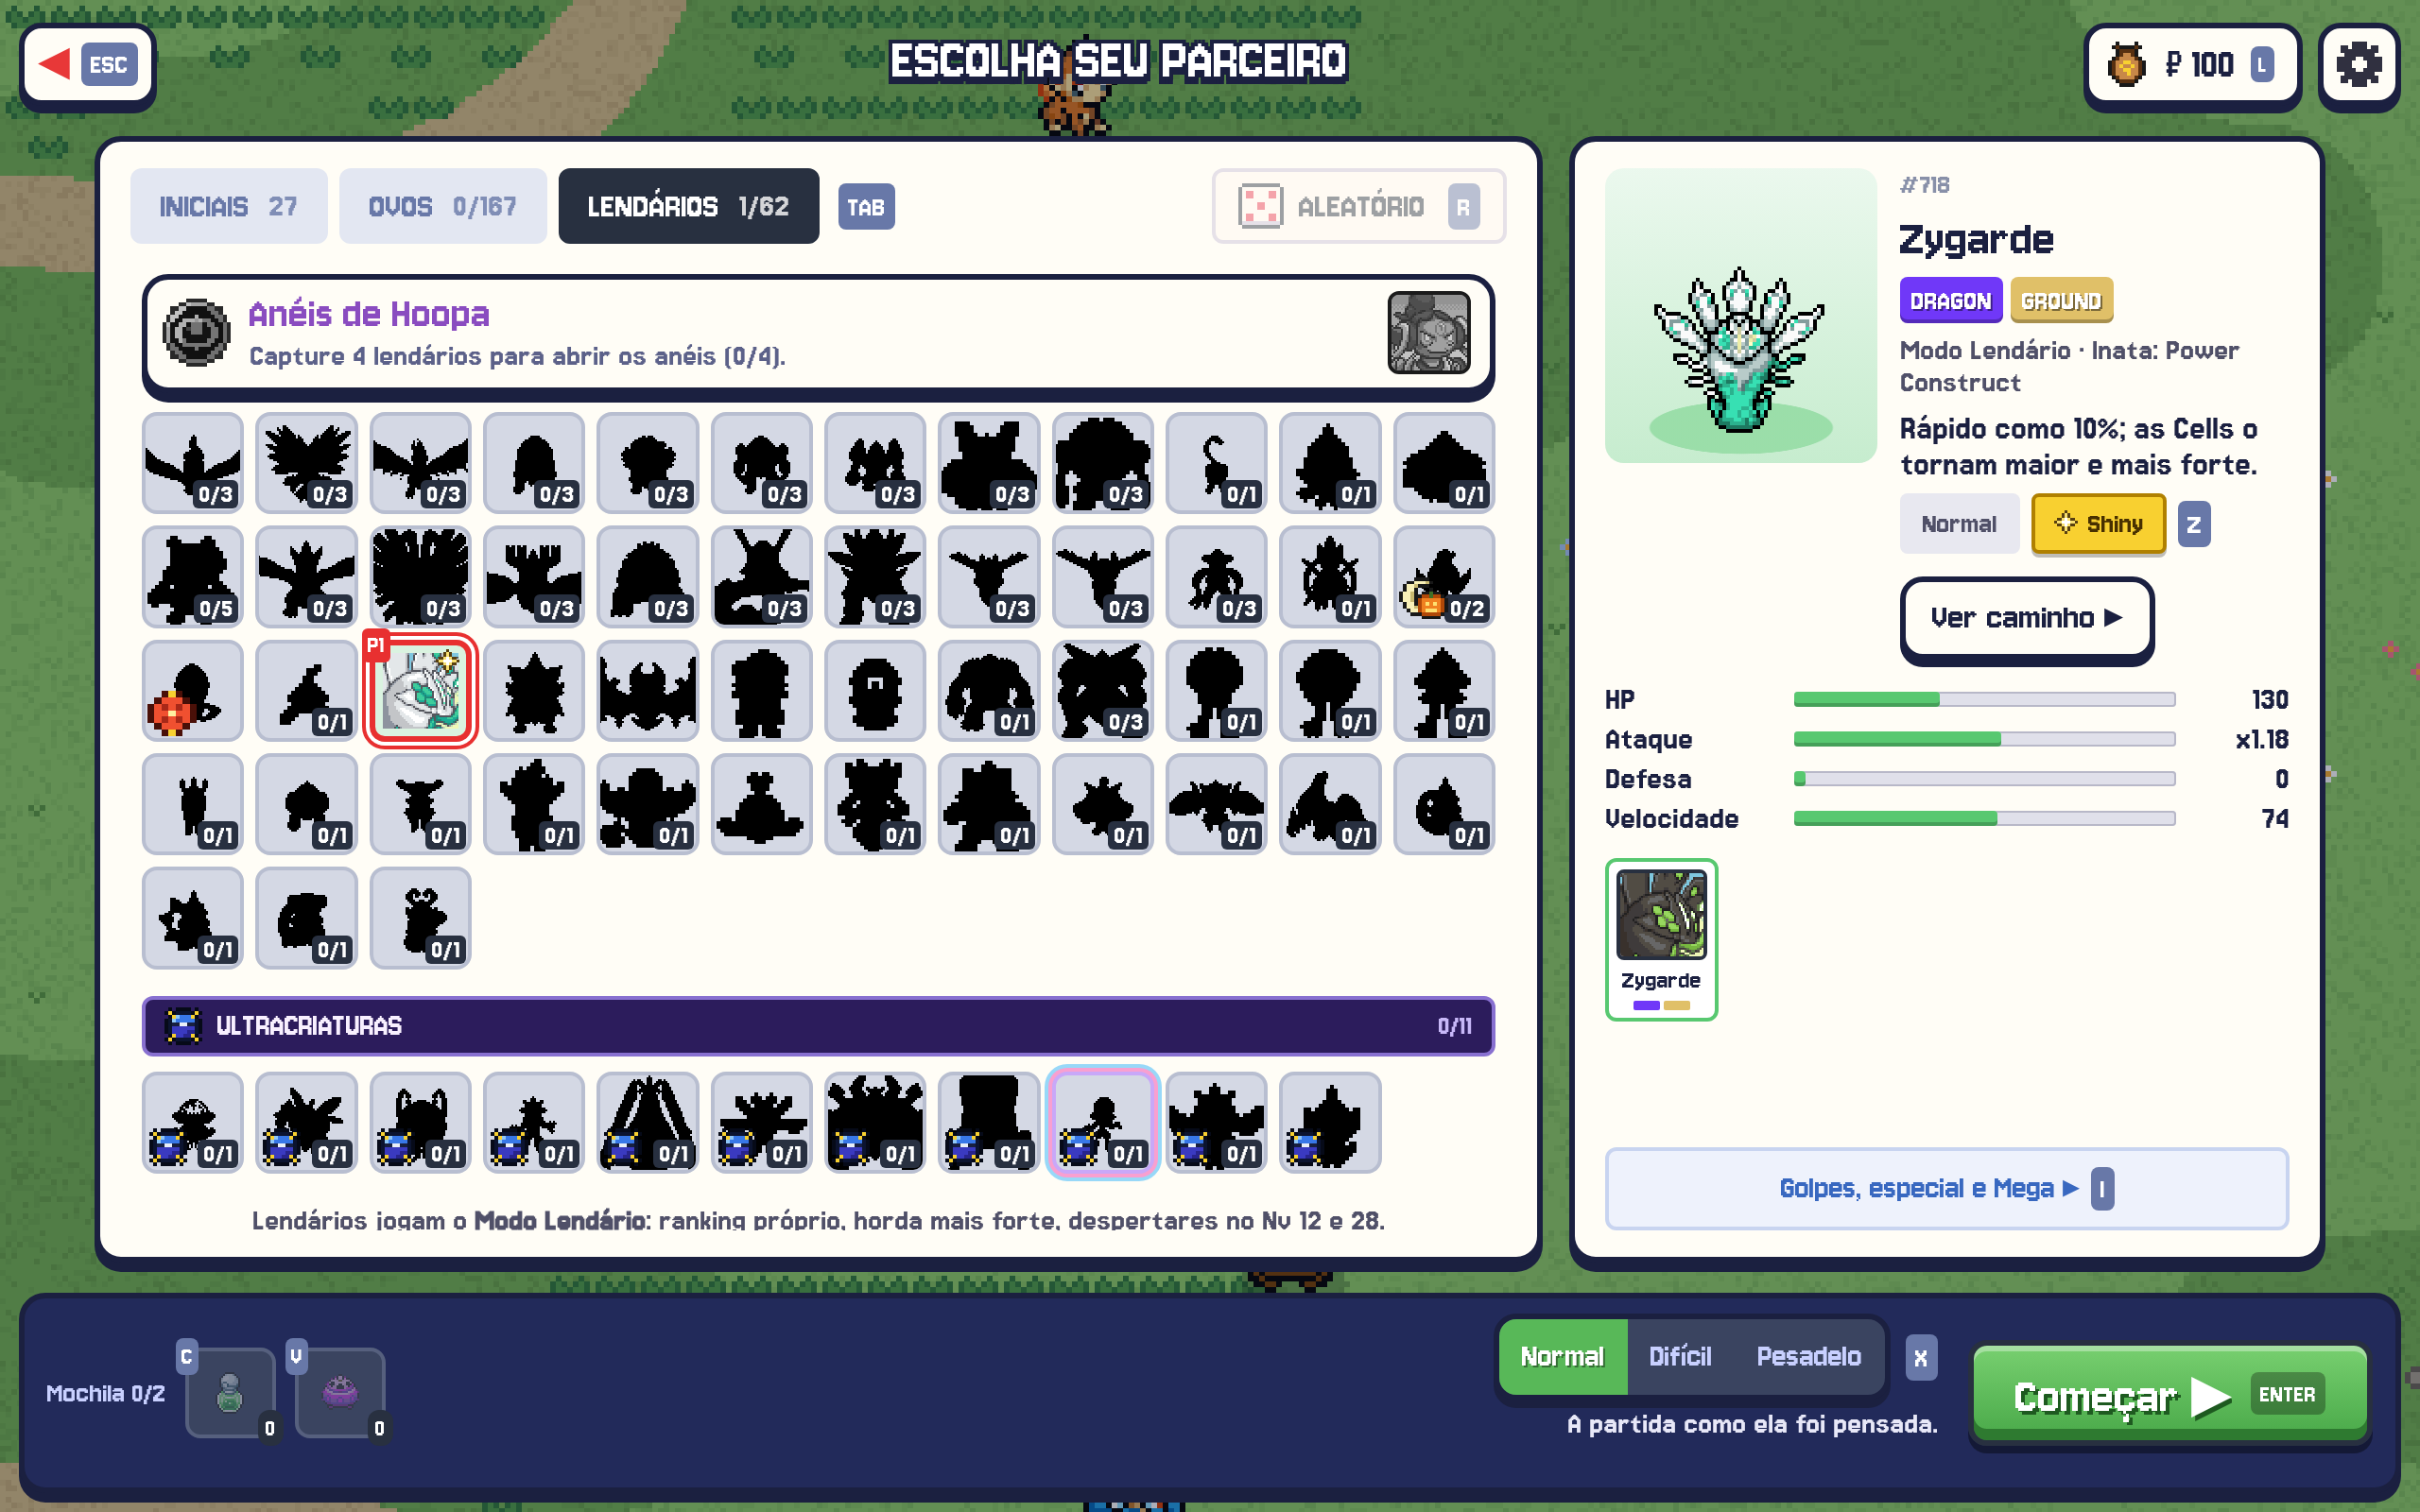 ESC
ESCOLHA SEU PARCEIRO
₽ 100 L
INICIAIS 27
OVOS 0/167
LENDÁRIOS 1/62
TAB
ALEATÓRIO R
Anéis de Hoopa
Capture 4 lendários para abrir os anéis (0/4).
0/3 0/3 0/3 0/3 0/3 0/3 0/3 0/3 0/3 0/1 0/1 0/1
0/5 0/3 0/3 0/3 0/3 0/3 0/3 0/3 0/3 0/3 0/1 0/2
0/1 P1 0/1 0/3 0/1 0/1 0/1
0/1 0/1 0/1 0/1 0/1 0/1 0/1 0/1 0/1 0/1 0/1
0/1 0/1 0/1
ULTRACRIATURAS 0/11
0/1 0/1 0/1 0/1 0/1 0/1 0/1 0/1 0/1 0/1
Lendários jogam o Modo Lendário: ranking próprio, horda mais forte, despertares no Nv 12 e 28.
#718
Zygarde
DRAGON GROUND
Modo Lendário · Inata: Power
Construct
Rápido como 10%; as Cells o
tornam maior e mais forte.
Normal Shiny Z
Ver caminho ▶
HP 130
Ataque x1.18
Defesa 0
Velocidade 74
Zygarde
Golpes, especial e Mega ▶ I
Mochila 0/2
C 0
V 0
Normal Difícil Pesadelo X
A partida como ela foi pensada.
Começar ▶ ENTER